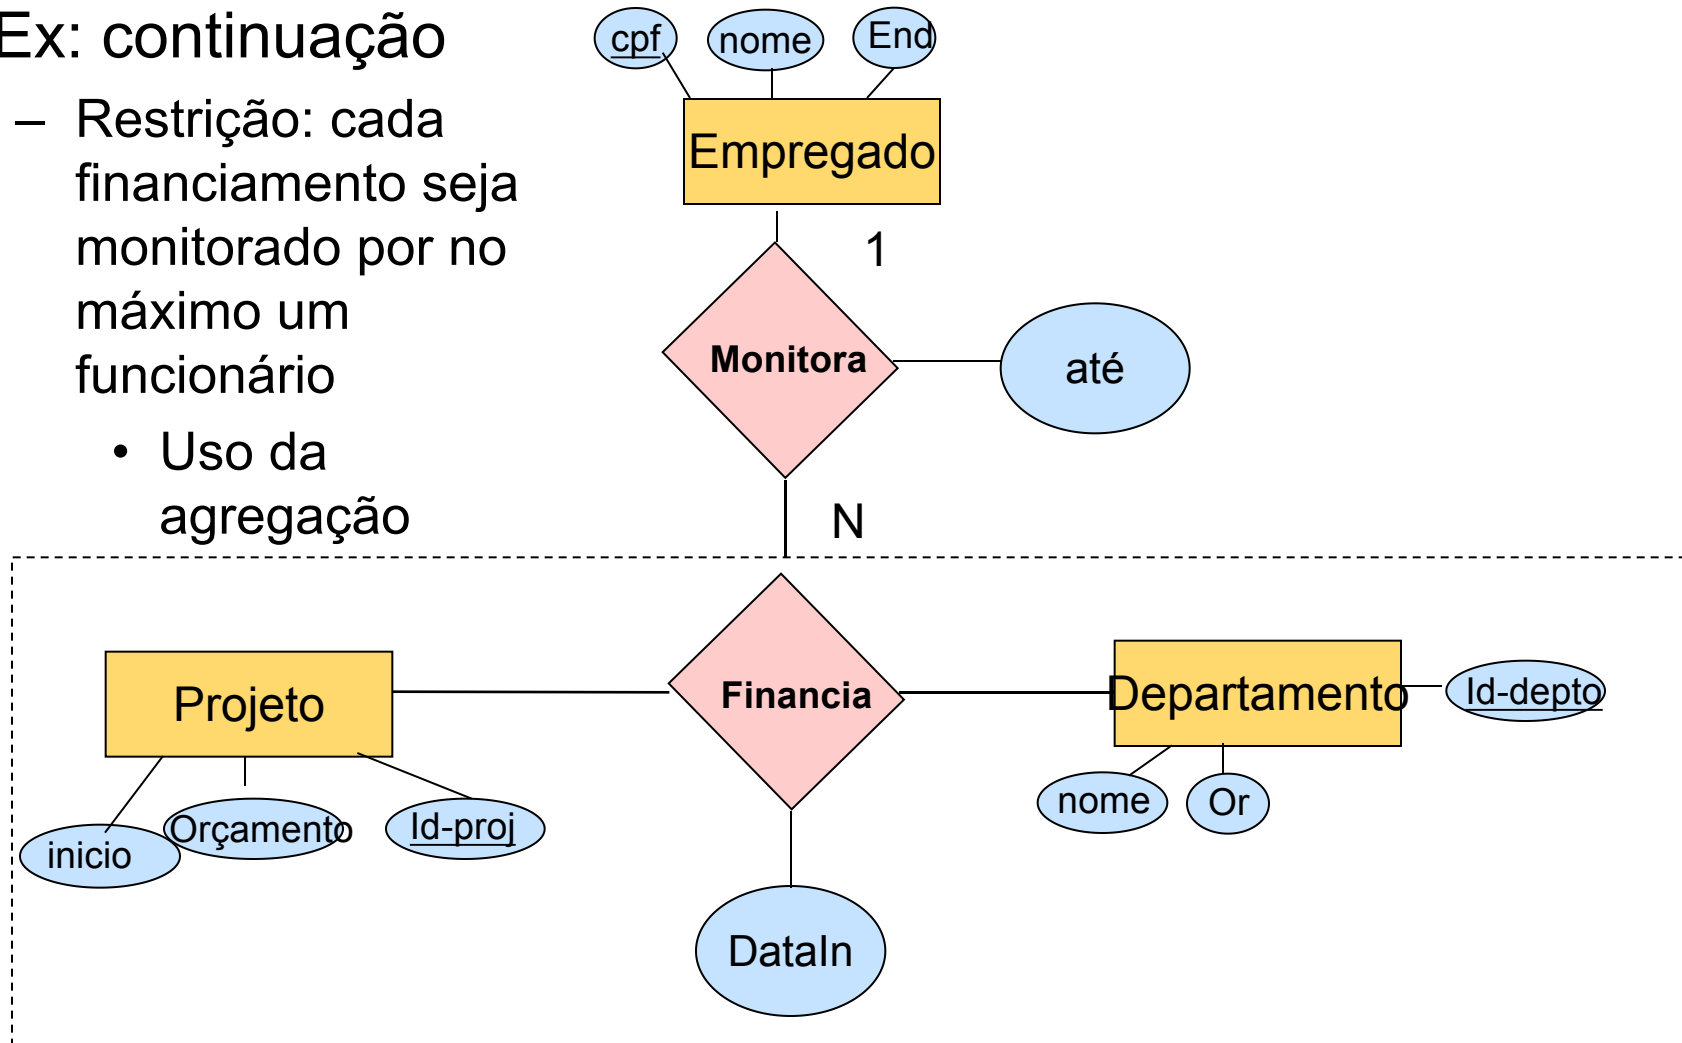 Ex: continuação
– Restrição: cada
financiamento seja
monitorado por no
máximo um
funcionário
• Uso da
agregação
cpf
nome
End
Empregado
1
Monitora
até
N
Projeto
Financia
Departamento
Id-depto
inicio
Orçamento
Id-proj
nome
Or
DataIn